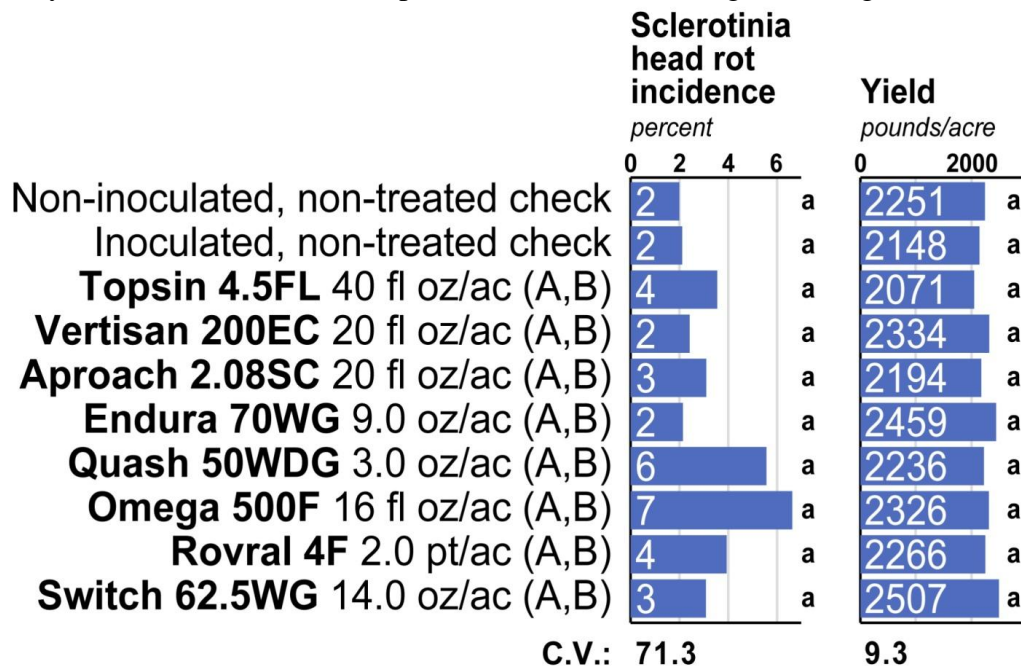 Sclerotinia
head rot
incidence
percent
Yield
pounds/acre
0 2 4 6
0 2000
Non-inoculated, non-treated check 2 a 2251 a
Inoculated, non-treated check 2 a 2148 a
Topsin 4.5FL 40 fl oz/ac (A,B) 4 a 2071 a
Vertisan 200EC 20 fl oz/ac (A,B) 2 a 2334 a
Aproach 2.08SC 20 fl oz/ac (A,B) 3 a 2194 a
Endura 70WG 9.0 oz/ac (A,B) 2 a 2459 a
Quash 50WDG 3.0 oz/ac (A,B) 6 a 2236 a
Omega 500F 16 fl oz/ac (A,B) 7 a 2326 a
Rovral 4F 2.0 pt/ac (A,B) 4 a 2266 a
Switch 62.5WG 14.0 oz/ac (A,B) 3 a 2507 a
C.V.: 71.3 9.3